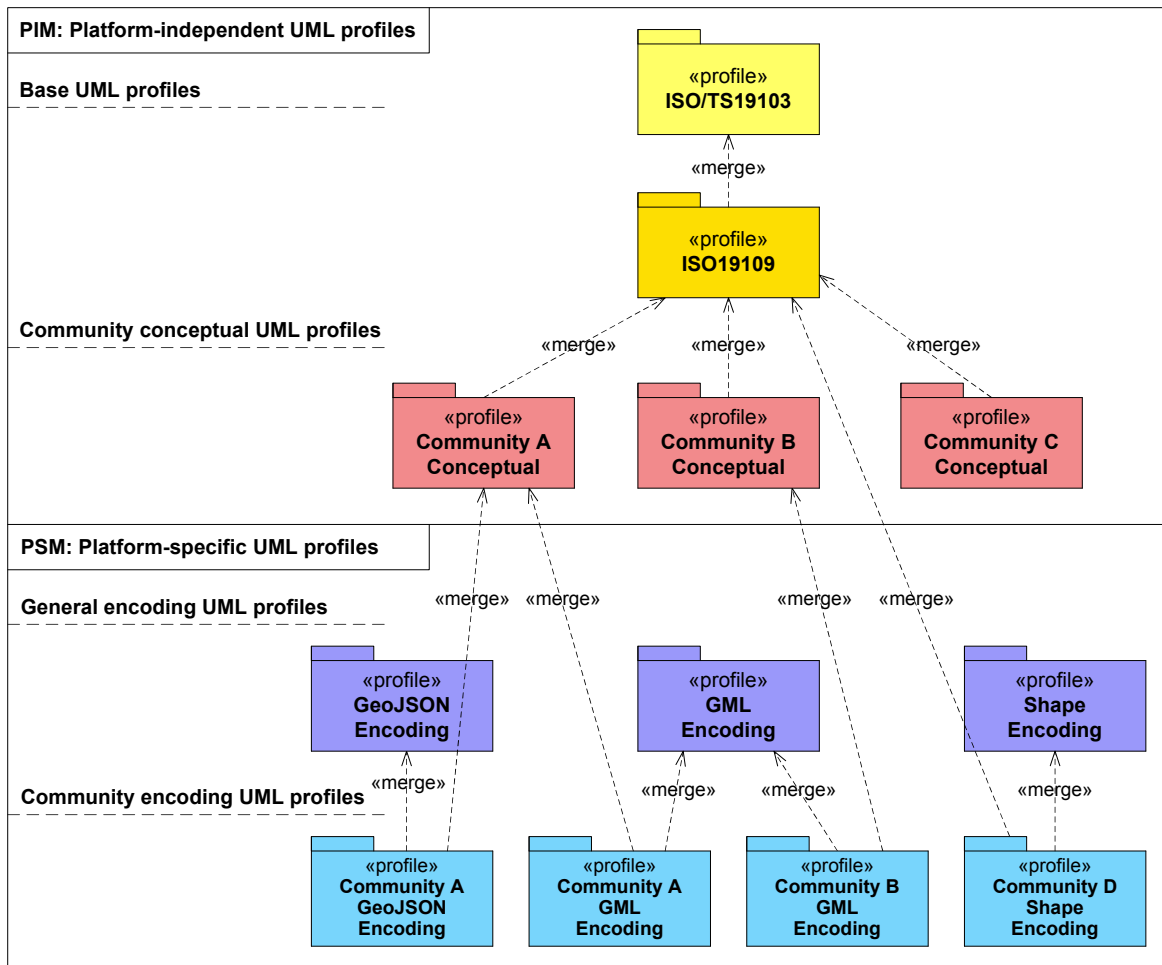 PIM: Platform-independent UML profiles
Base UML profiles
«profile»
ISO/TS19103
«merge»
«profile»
ISO19109
Community conceptual UML profiles
«merge»
«merge»
«merge»
«profile»
Community A
Conceptual
«profile»
Community B
Conceptual
«profile»
Community C
Conceptual
PSM: Platform-specific UML profiles
General encoding UML profiles
«merge»
«merge»
«merge»
«merge»
«profile»
GeoJSON
Encoding
«profile»
GML
Encoding
«profile»
Shape
Encoding
Community encoding UML profiles
«merge»
«merge»
«merge»
«merge»
«profile»
Community A
GeoJSON
Encoding
«profile»
Community A
GML
Encoding
«profile»
Community B
GML
Encoding
«profile»
Community D
Shape
Encoding